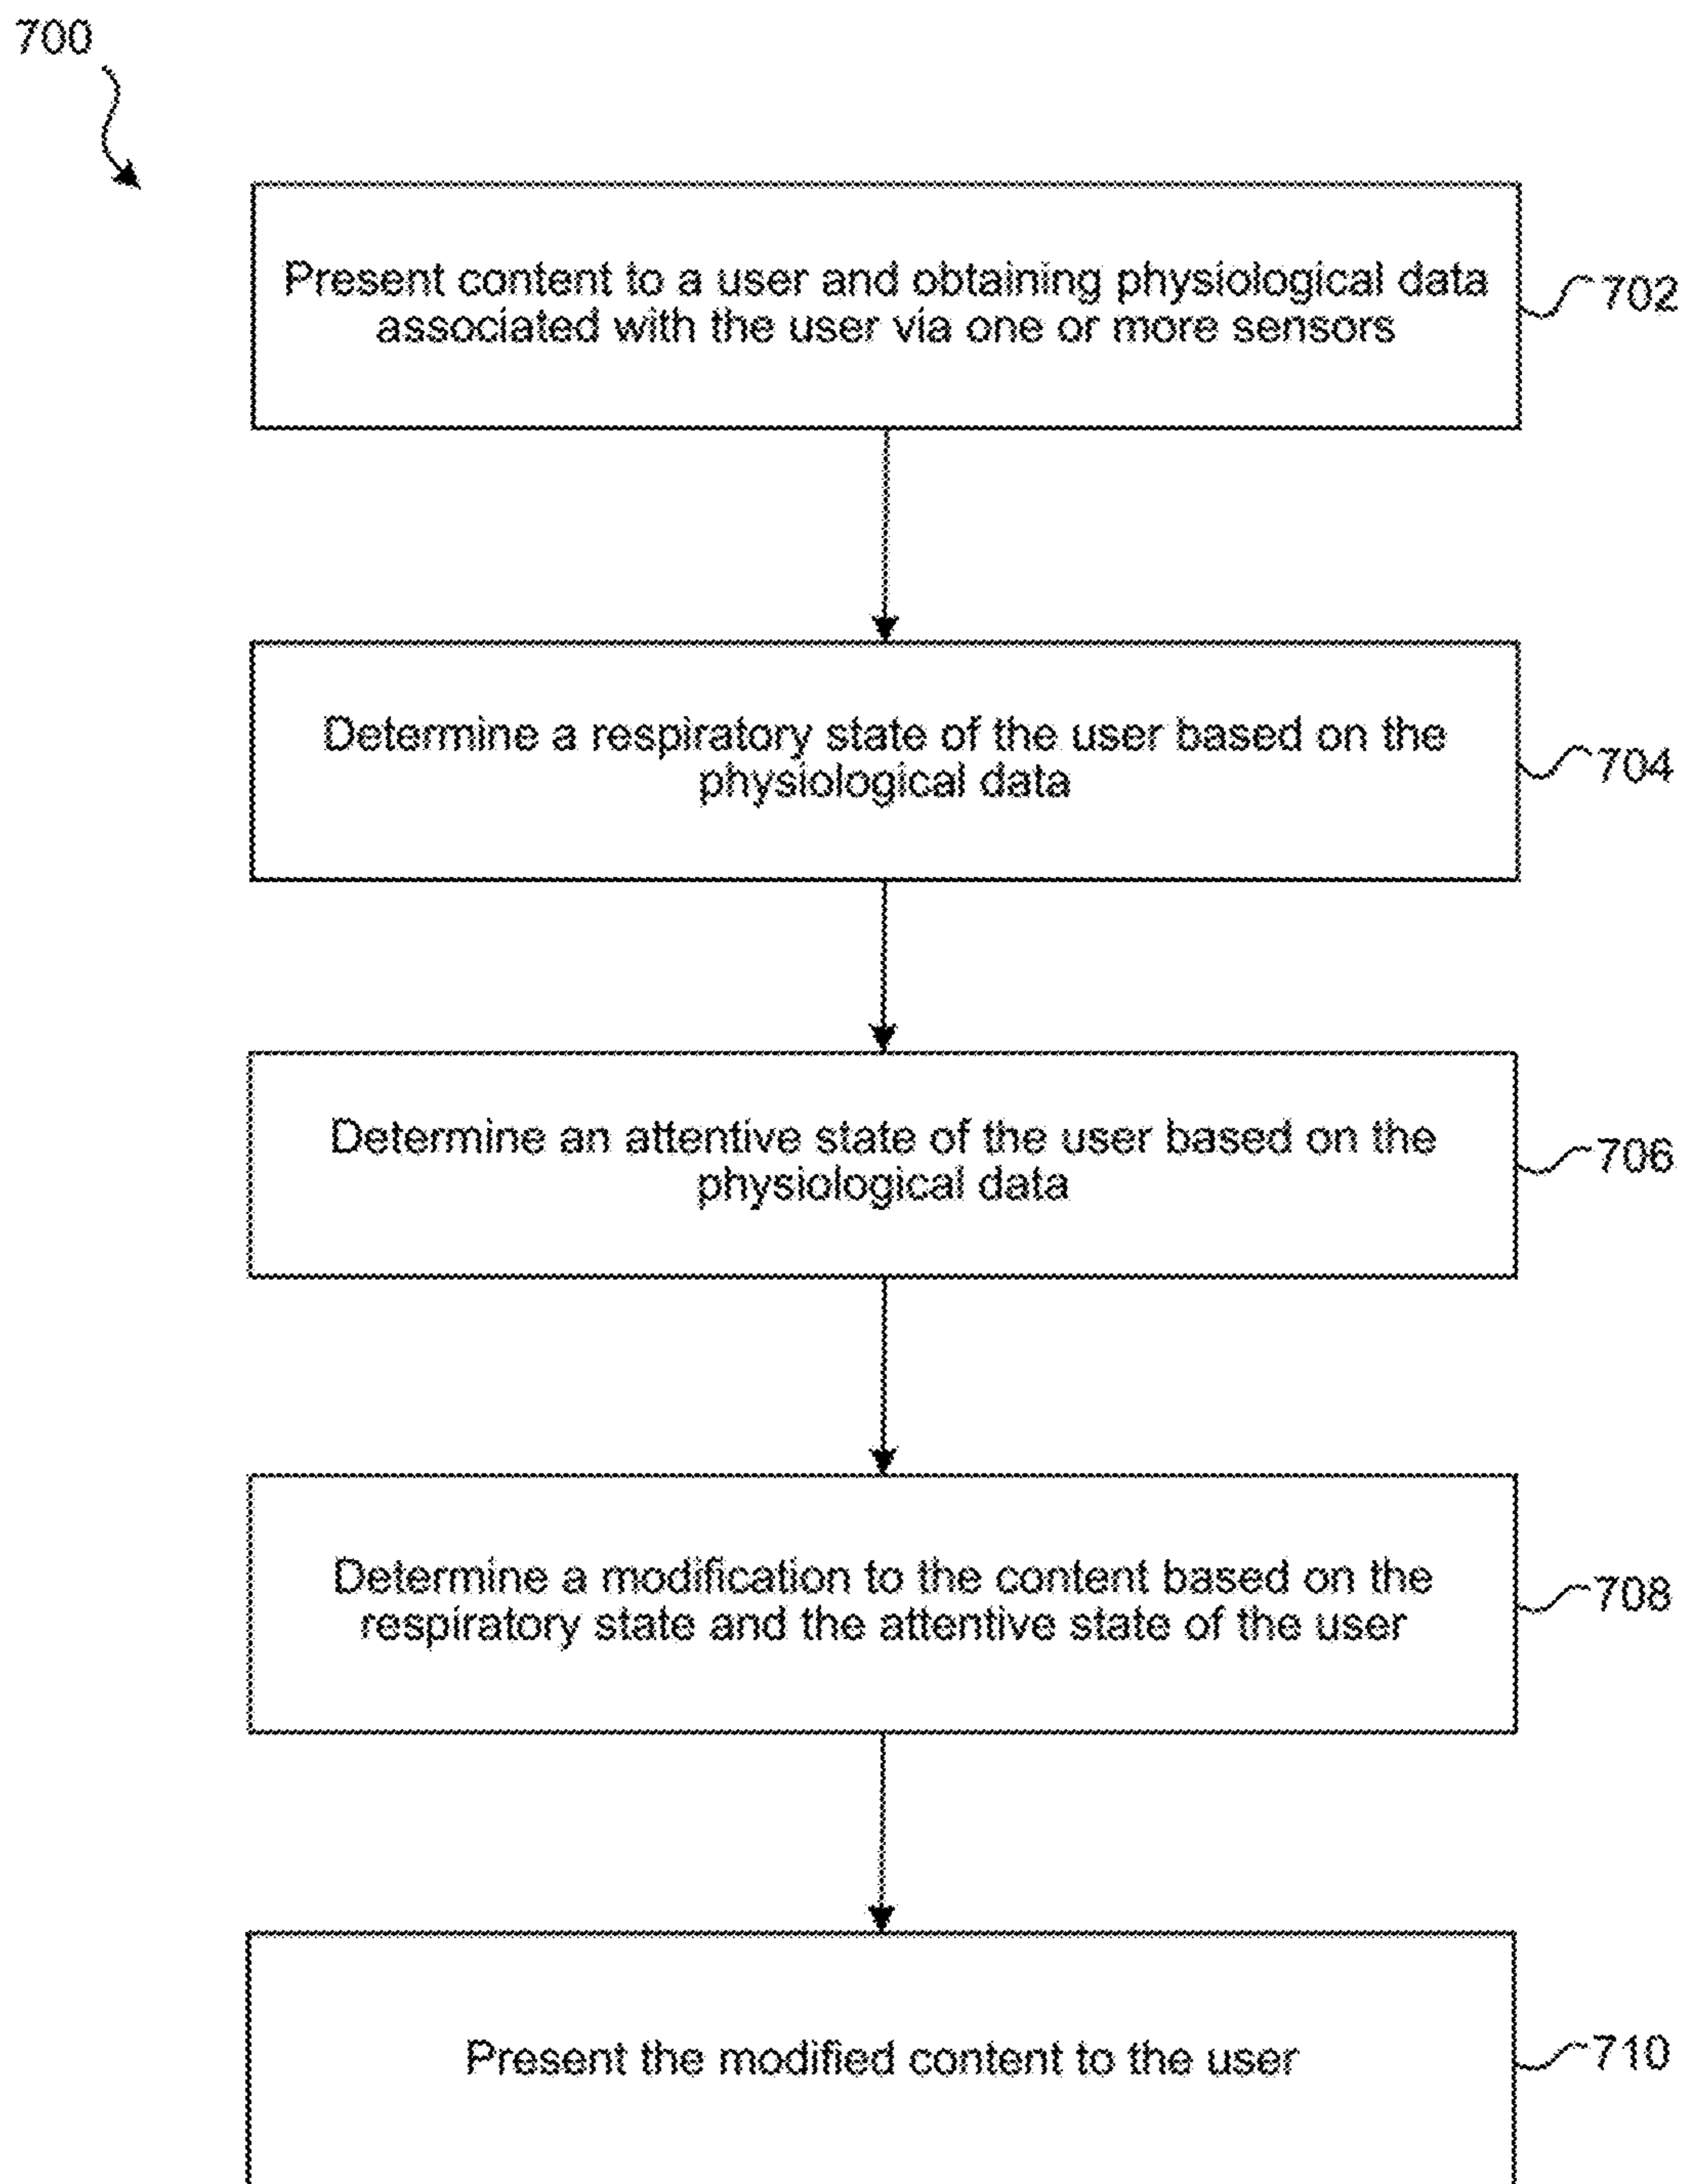 700
Present content to a user and obtaining physiological data
associated with the user via one or more sensors
702
Determine a respiratory state of the user based on the
physiological data
704
Determine an attentive state of the user based on the
physiological data
706
Determine a modification to the content based on the
respiratory state and the attentive state of the user
708
Present the modified content to the user
710